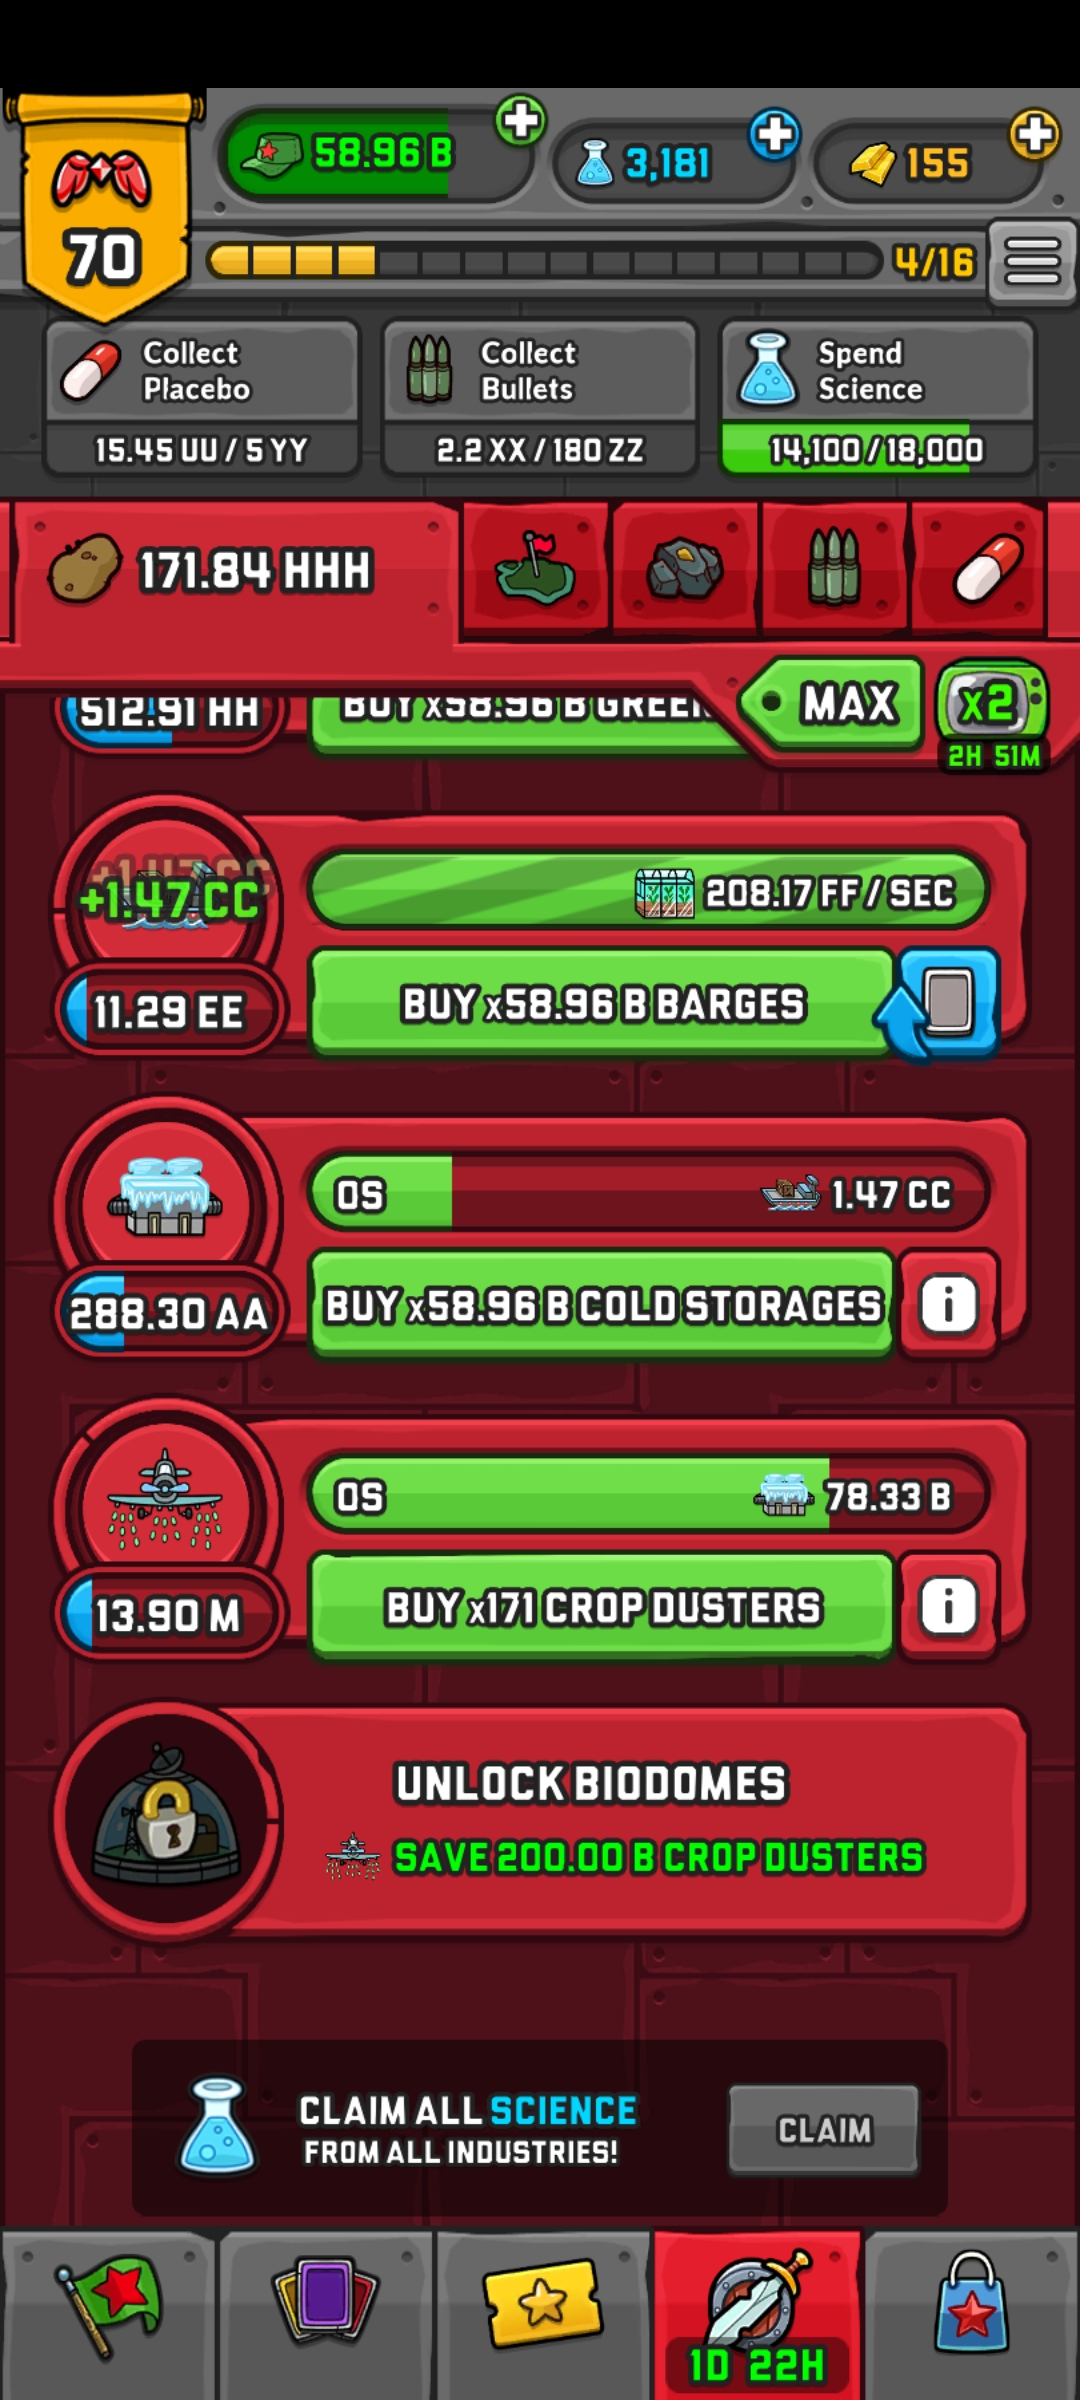 58.96 B
3,181
155
70
4/16
Collect
Placebo
15.45 UU / 5 YY
Collect
Bullets
2.2 XX / 180 ZZ
Spend
Science
14,100 / 18,000
171.84 HHH
MAX
x2
2H 51M
512.91 HH
BUY x58.96 B
+1.47 CC
+1.47 CC
208.17 FF / SEC
11.29 EE
BUY x58.96 B BARGES
0S
1.47 CC
288.30 AA
BUY x58.96 B COLD STORAGES
i
0S
78.33 B
13.90 M
BUY x171 CROP DUSTERS
i
UNLOCK BIODOMES
SAVE 200.00 B CROP DUSTERS
CLAIM ALL SCIENCE
FROM ALL INDUSTRIES!
CLAIM
1D 22H